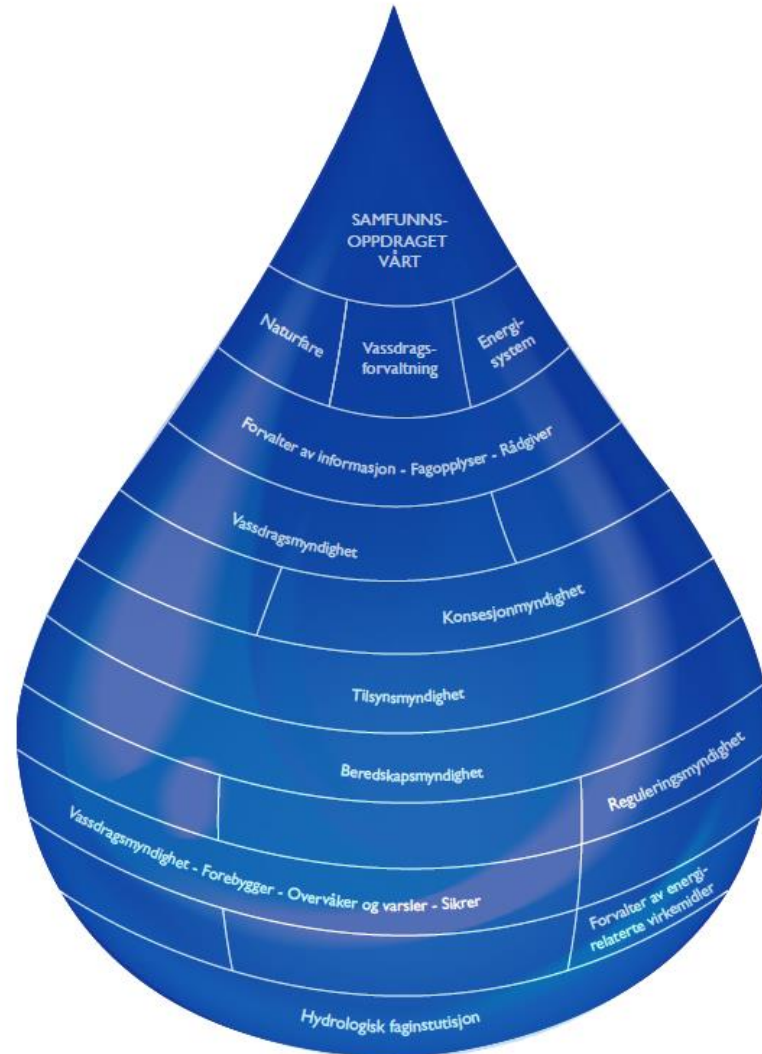 SAMFUNNS-
OPPDRAGET
VÅRT
Naturfare
Vassdrags-
forvaltning
Energi-
system
Forvalter av informasjon - Fagopplyser - Rådgiver
Vassdragsmyndighet
Konsesjonmyndighet
Tilsynsmyndighet
Beredskapsmyndighet
Reguleringsmyndighet
Vassdragsmyndighet - Forebygger - Overvåker og varsler - Sikrer
Forvalter av energi-
relaterte virkemidler
Hydrologisk faginstutisjon